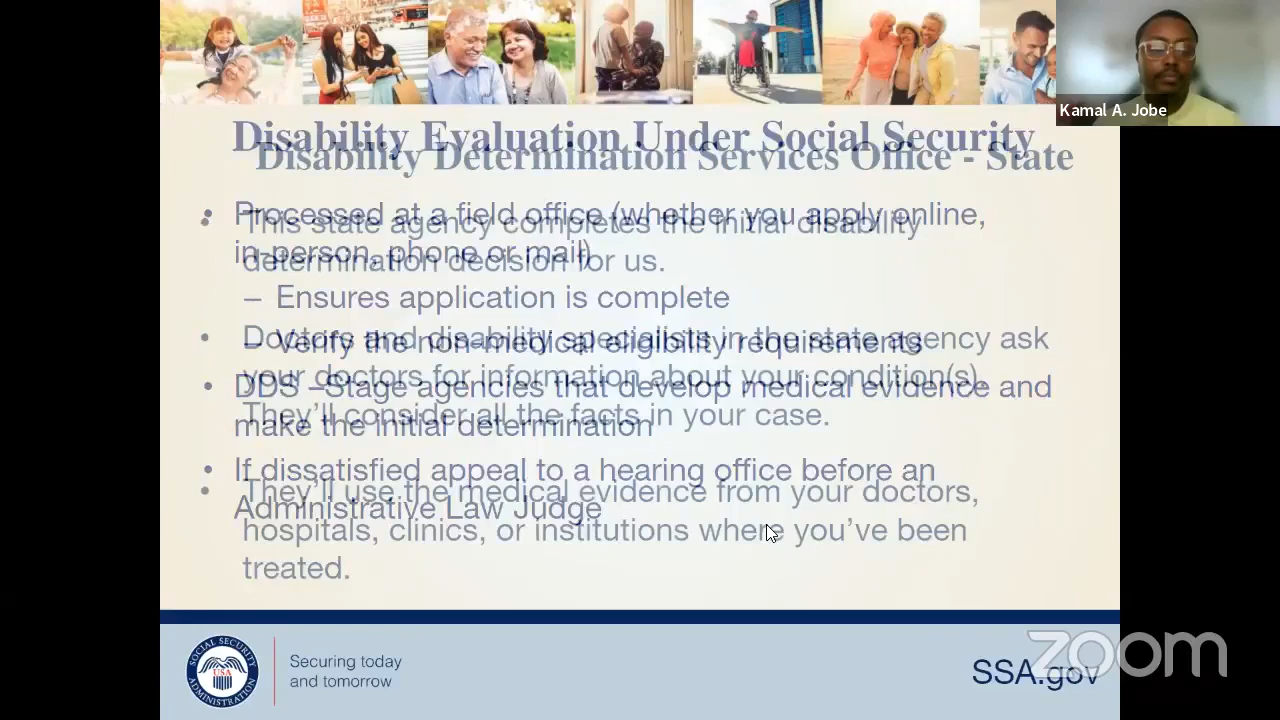 Kamal A. Jobe
Disability Evaluation Under Social Security
• Processed at a field office (whether you apply online,
in-person, phone or mail)
– Ensures application is complete
– Verify the non-medical eligibility requirements
• DDS –Stage agencies that develop medical evidence and
make the initial determination
• If dissatisfied appeal to a hearing office before an
Administrative Law Judge
Disability Determination Services Office - State
• This state agency completes the initial disability
determination decision for us.
• Doctors and disability specialists in the state agency ask
your doctors for information about your condition(s).
They'll consider all the facts in your case.
• They'll use the medical evidence from your doctors,
hospitals, clinics, or institutions where you've been
treated.
SOCIAL SECURITY ADMINISTRATION
USA
Securing today
and tomorrow
SSA.gov
zoom